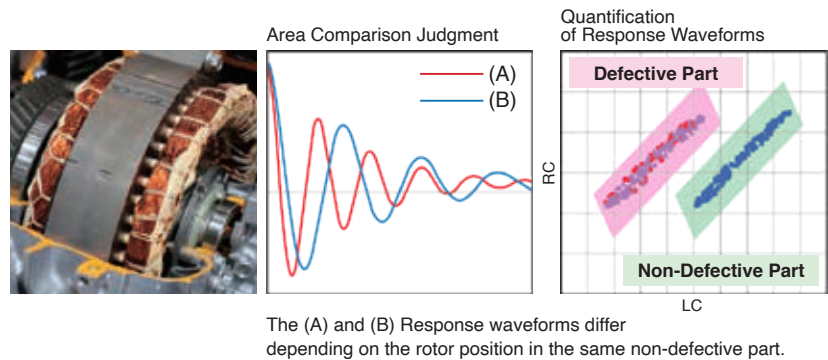 Area Comparison Judgment
(A)
(B)
Quantification
of Response Waveforms
Defective Part
RC
Non-Defective Part
LC
The (A) and (B) Response waveforms differ
depending on the rotor position in the same non-defective part.